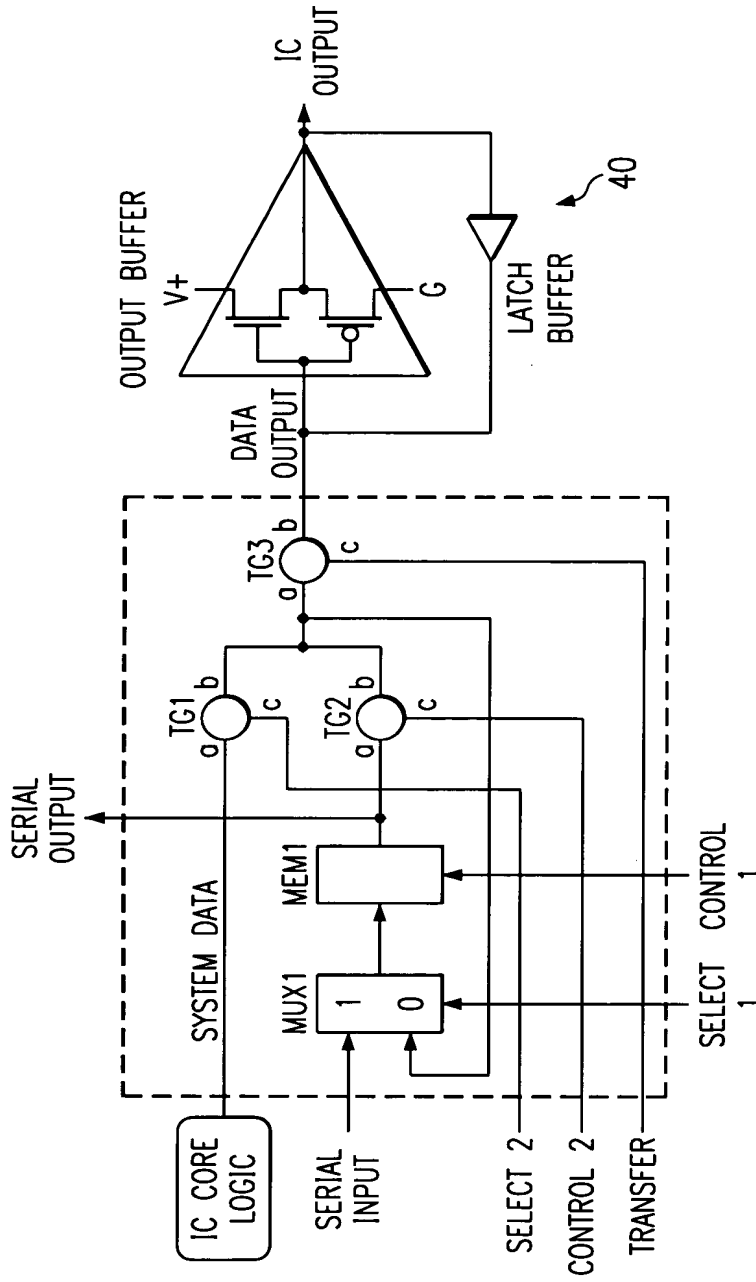 IC CORE
LOGIC
SYSTEM DATA
SERIAL
OUTPUT
SERIAL
INPUT
MUX1
1
0
MEM1
TG1
a
b
c
TG2
a
b
c
TG3
a
b
c
DATA
OUTPUT
OUTPUT BUFFER
V+
G
IC
OUTPUT
LATCH
BUFFER
40
SELECT 2
CONTROL 2
TRANSFER
SELECT
1
CONTROL
1